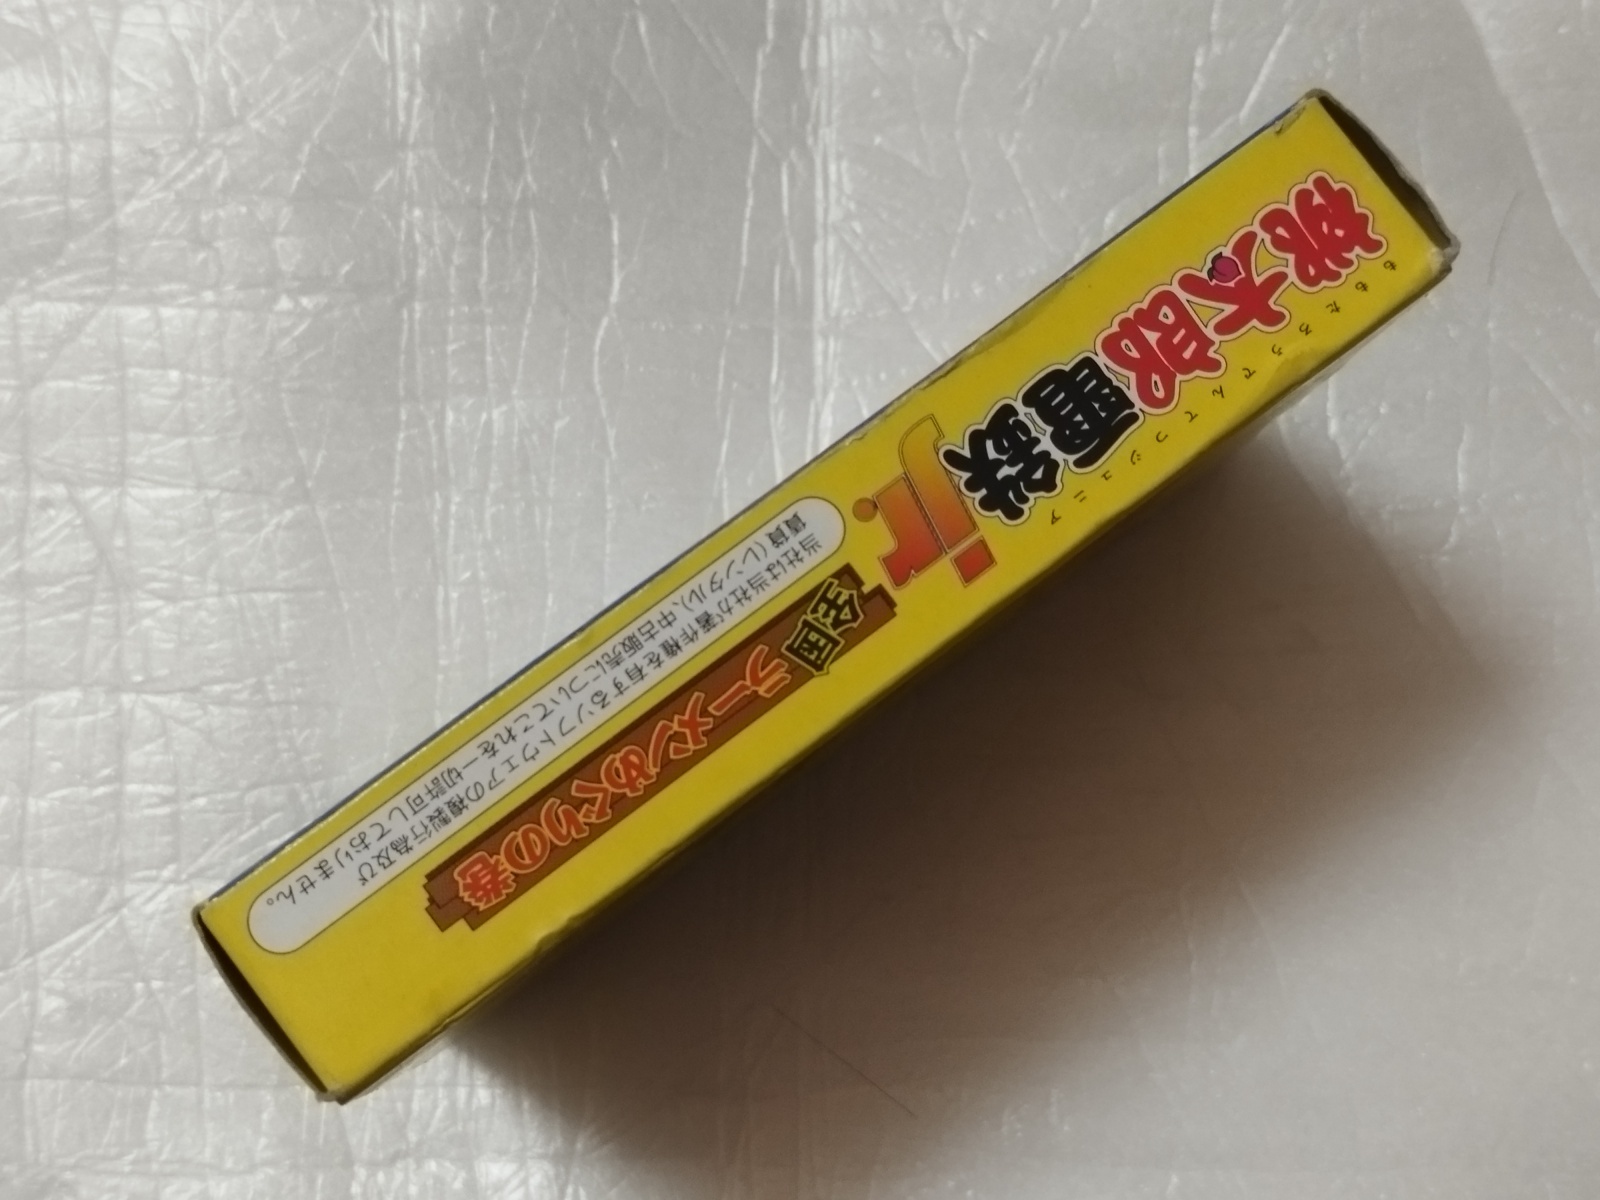 ももたろうでんてつジュニア
桃太郎電鉄jr.
全国ラーメンめぐりの巻
当社は当社が著作権を有するソフトウェアの複製行為及び
賃貸(レンタル)、中古販売についてこれを一切許可しておりません。